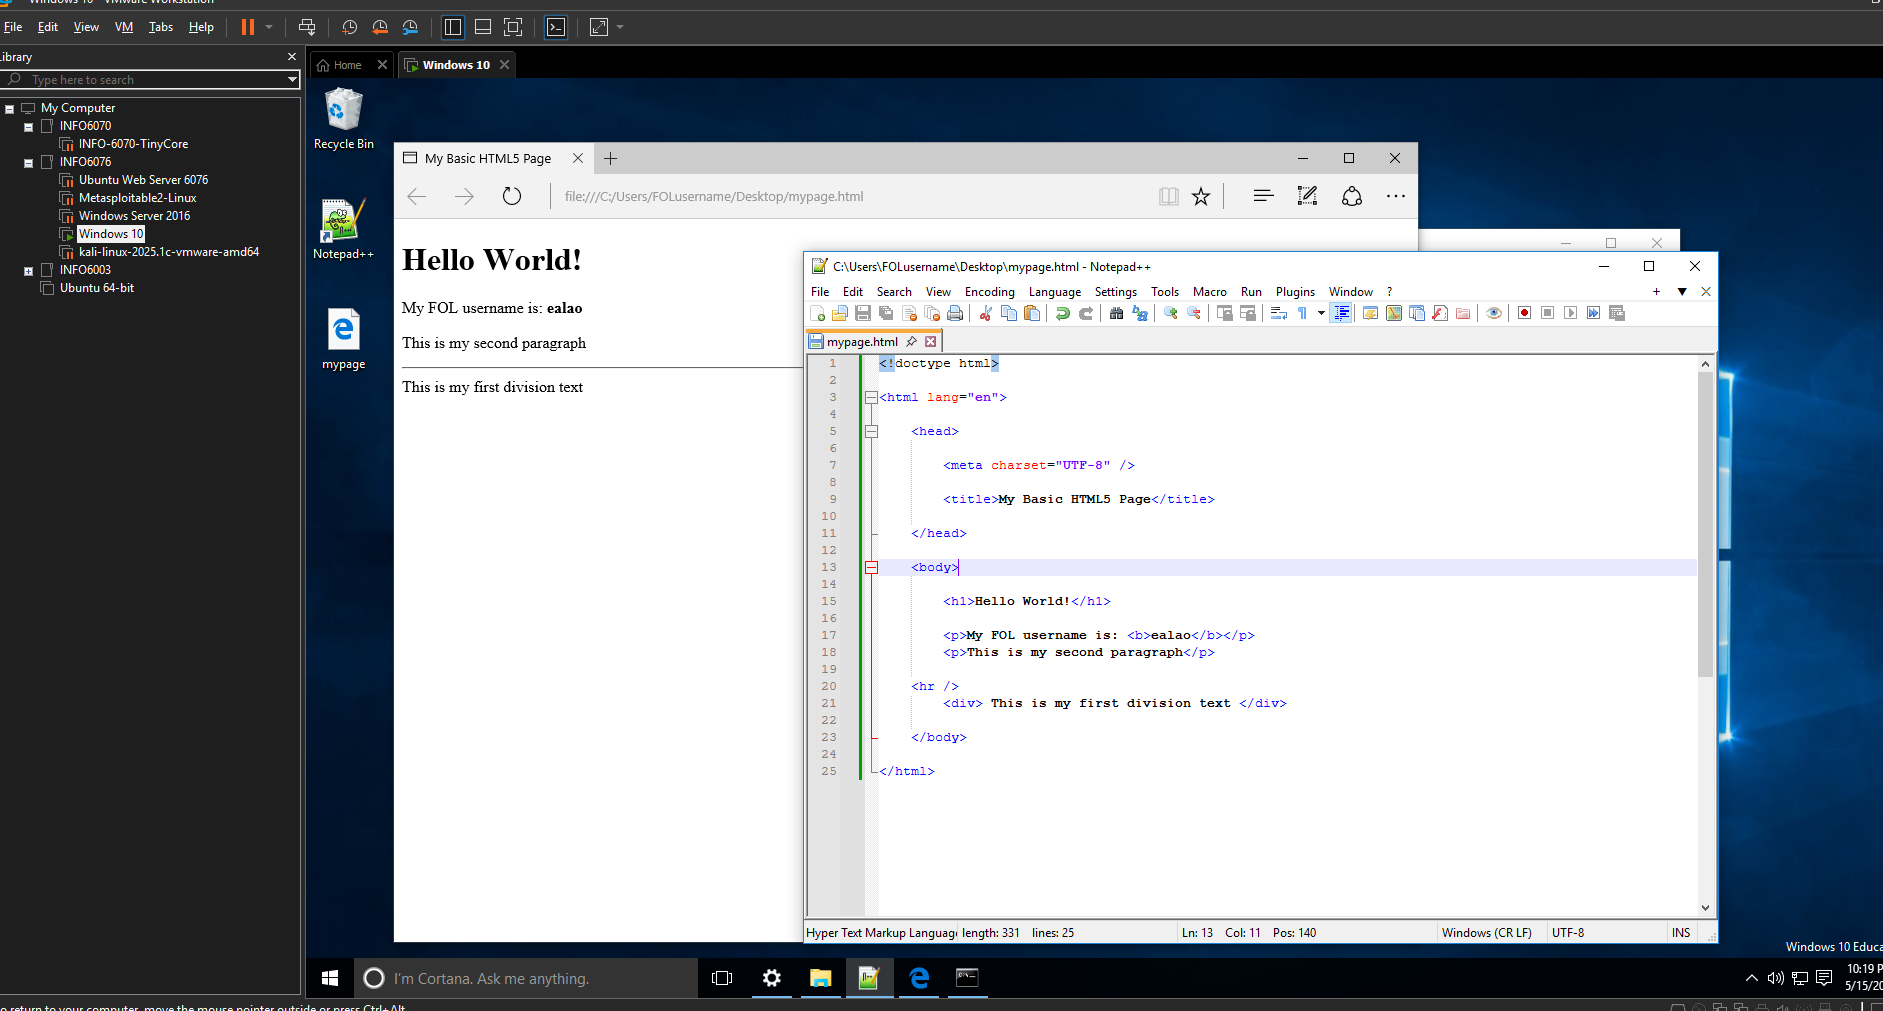 Windows 10 - VMware Workstation
File Edit View VM Tabs Help
Library
Type here to search
My Computer
INFO6070
INFO-6070-TinyCore
INFO6076
Ubuntu Web Server 6076
Metasploitable2-Linux
Windows Server 2016
Windows 10
kali-linux-2025.1c-vmware-amd64
INFO6003
Ubuntu 64-bit
Home Windows 10
Recycle Bin
Notepad++
mypage
My Basic HTML5 Page
file:///C:/Users/FOLusername/Desktop/mypage.html
Hello World!
My FOL username is: ealao
This is my second paragraph
This is my first division text
C:\Users\FOLusername\Desktop\mypage.html - Notepad++
File Edit Search View Encoding Language Settings Tools Macro Run Plugins Window ?
mypage.html
1 <!doctype html>
2
3 <html lang="en">
4
5 <head>
6
7 <meta charset="UTF-8" />
8
9 <title>My Basic HTML5 Page</title>
10
11 </head>
12
13 <body>
14
15 <h1>Hello World!</h1>
16
17 <p>My FOL username is: <b>ealao</b></p>
18 <p>This is my second paragraph</p>
19
20 <hr />
21 <div> This is my first division text </div>
22
23 </body>
24
25 </html>
Hyper Text Markup Languag length: 331 lines: 25 Ln: 13 Col: 11 Pos: 140 Windows (CR LF) UTF-8 INS
Windows 10 Educa
I'm Cortana. Ask me anything.
10:19 P
5/15/20
o return to your computer, move the mouse pointer outside or press Ctrl+Alt.